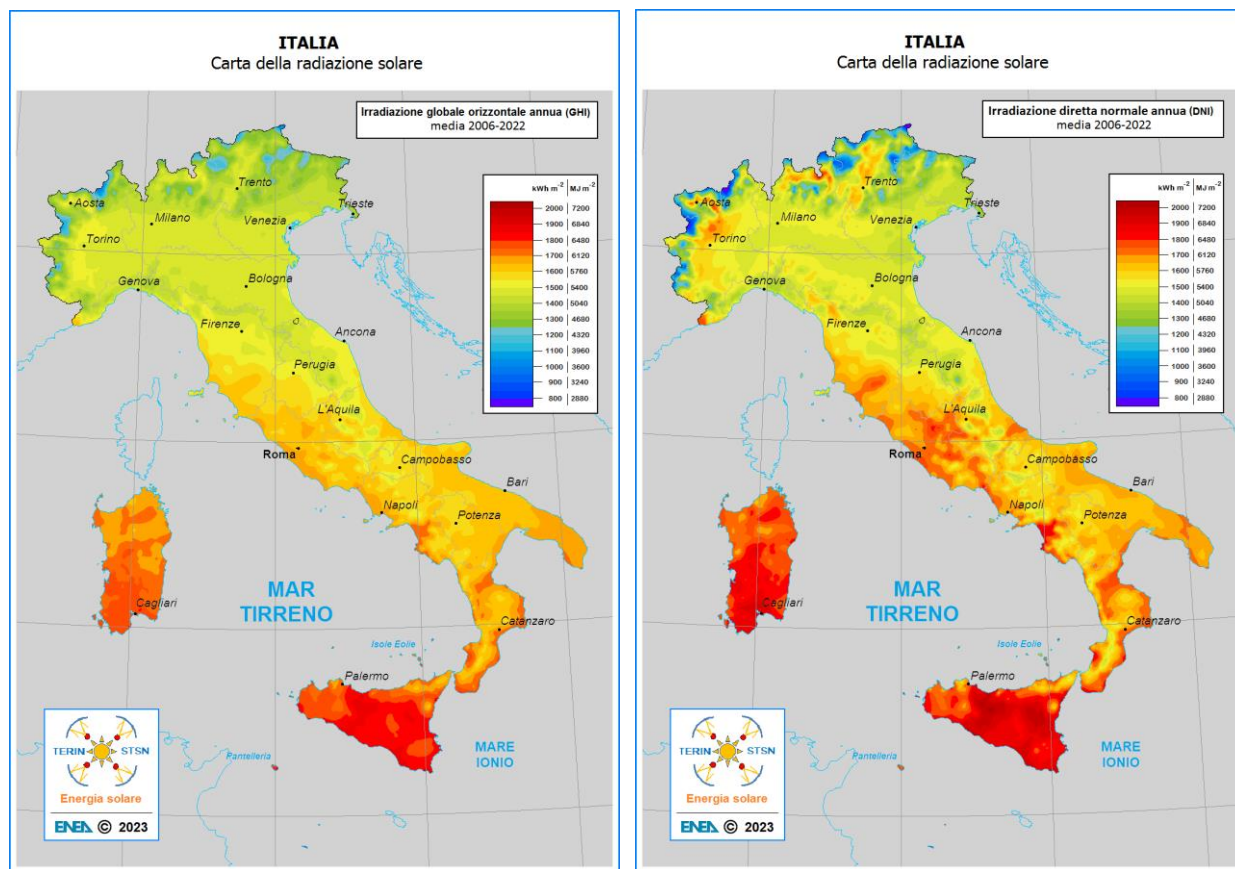 ITALIA
Carta della radiazione solare
Irradiazione globale orizzontale annua (GHI)
media 2006-2022
kWh m⁻² | MJ m⁻²
2000 | 7200
1900 | 6840
1800 | 6480
1700 | 6120
1600 | 5760
1500 | 5400
1400 | 5040
1300 | 4680
1200 | 4320
1100 | 3960
1000 | 3600
900 | 3240
800 | 2880
Trento
Aosta
Trieste
Milano
Venezia
Torino
Genova
Bologna
Firenze
Ancona
Perugia
L'Aquila
Roma
Campobasso
Bari
Napoli
Potenza
MAR
TIRRENO
Cagliari
Catanzaro
Isole Eolie
Palermo
MARE
IONIO
Pantelleria
TERIN STSN
Energia solare
ENEA © 2023
ITALIA
Carta della radiazione solare
Irradiazione diretta normale annua (DNI)
media 2006-2022
kWh m⁻² | MJ m⁻²
2000 | 7200
1900 | 6840
1800 | 6480
1700 | 6120
1600 | 5760
1500 | 5400
1400 | 5040
1300 | 4680
1200 | 4320
1100 | 3960
1000 | 3600
900 | 3240
800 | 2880
Trento
Aosta
Trieste
Milano
Venezia
Torino
Genova
Bologna
Firenze
Ancona
Perugia
L'Aquila
Roma
Campobasso
Bari
Napoli
Potenza
MAR
TIRRENO
Cagliari
Catanzaro
Isole Eolie
Palermo
MARE
IONIO
Pantelleria
TERIN STSN
Energia solare
ENEA © 2023